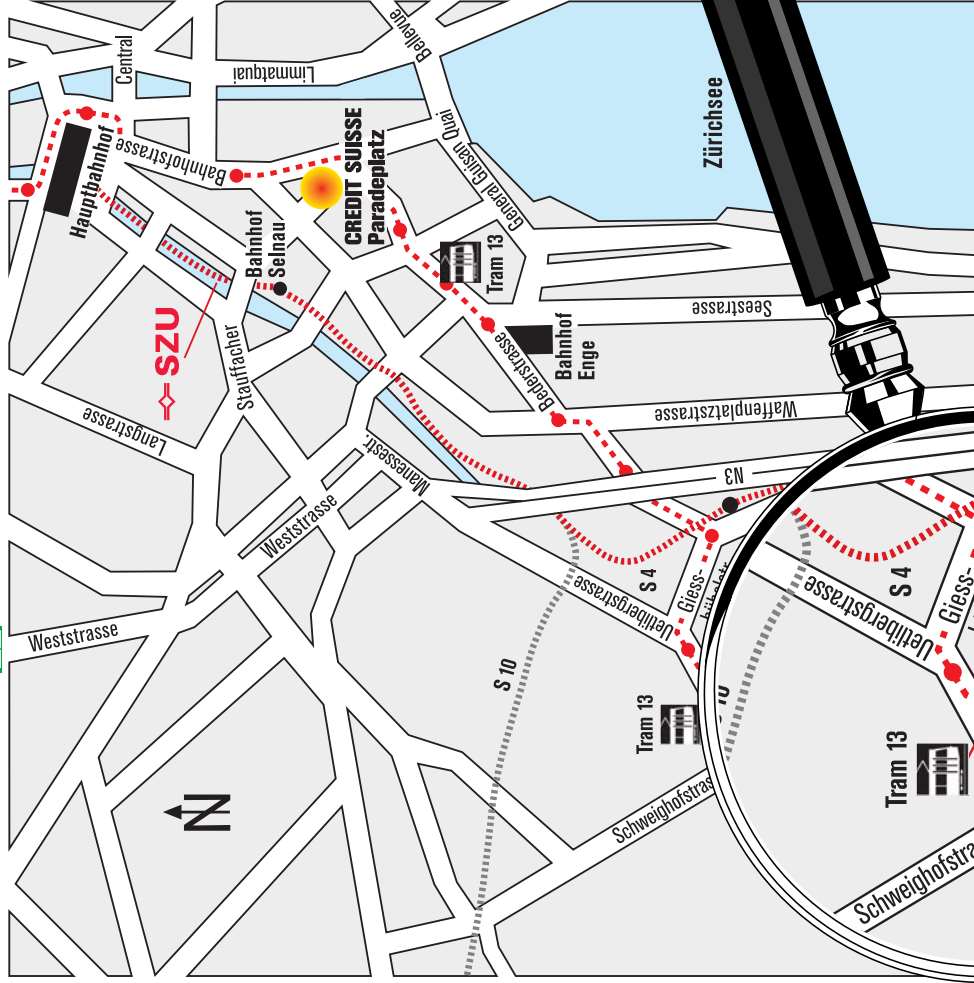 Central
Limmatquai
Bellevue
Hauptbahnhof
Bahnhofstrasse
CREDIT SUISSE
Paradeplatz
General Guisan Quai
Zürichsee
Bahnhof
Selnau
Tram 13
SZU
Stauffacher
Langstrasse
Seestrasse
Bahnhof
Enge
Bederstrasse
Waffenplatzstrasse
Manessestr.
N3
Weststrasse
Weststrasse
S 4
Giess-
Uetlibergstrasse
S 10
Tram 13
Schweighofstras
N
S 4
Giess-
Uetlibergstrasse
Tram 13
Schweighofstra